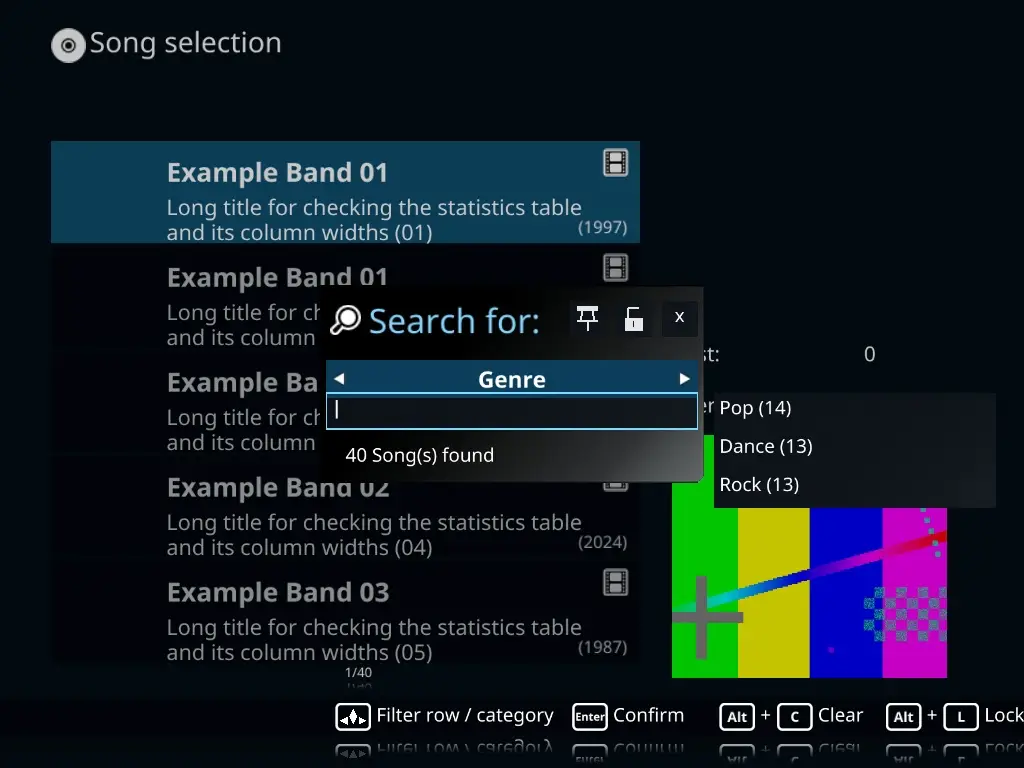 Song selection
Example Band 01
Long title for checking the statistics table
and its column widths (01)
(1997)
Example Band 01
Long title for ch
and its column
Search for:
x
st:
0
Example Ba
Long title for ch
and its column
Genre
er
Pop (14)
Dance (13)
Rock (13)
40 Song(s) found
Example Band 02
Long title for checking the statistics table
and its column widths (04)
(2024)
Example Band 03
Long title for checking the statistics table
and its column widths (05)
(1987)
1/40
Filter row / category Enter Confirm Alt + C Clear Alt + L Lock